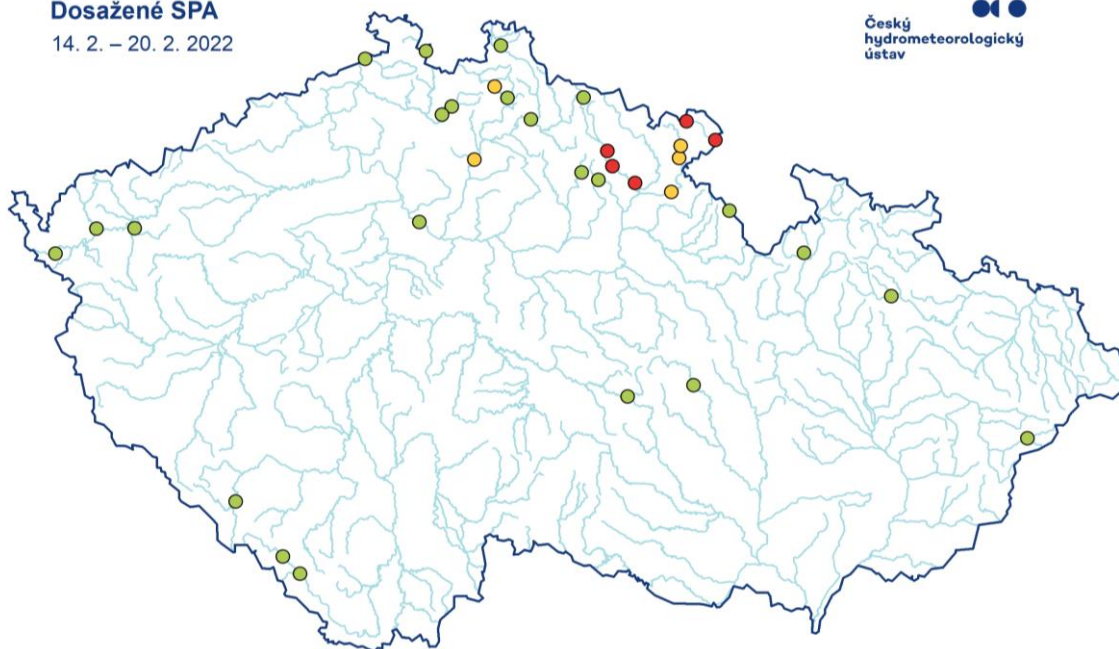 Dosažené SPA
14. 2. – 20. 2. 2022
Český
hydrometeorologický
ústav